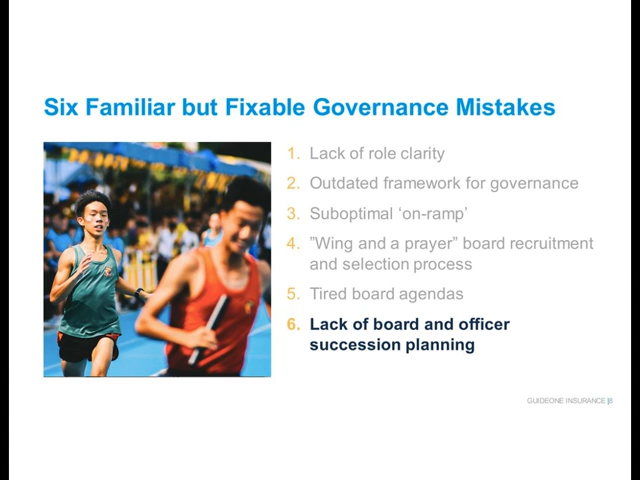 Six Familiar but Fixable Governance Mistakes
1. Lack of role clarity
2. Outdated framework for governance
3. Suboptimal ‘on-ramp’
4. ”Wing and a prayer” board recruitment
and selection process
5. Tired board agendas
6. Lack of board and officer
succession planning
GUIDEONE INSURANCE |